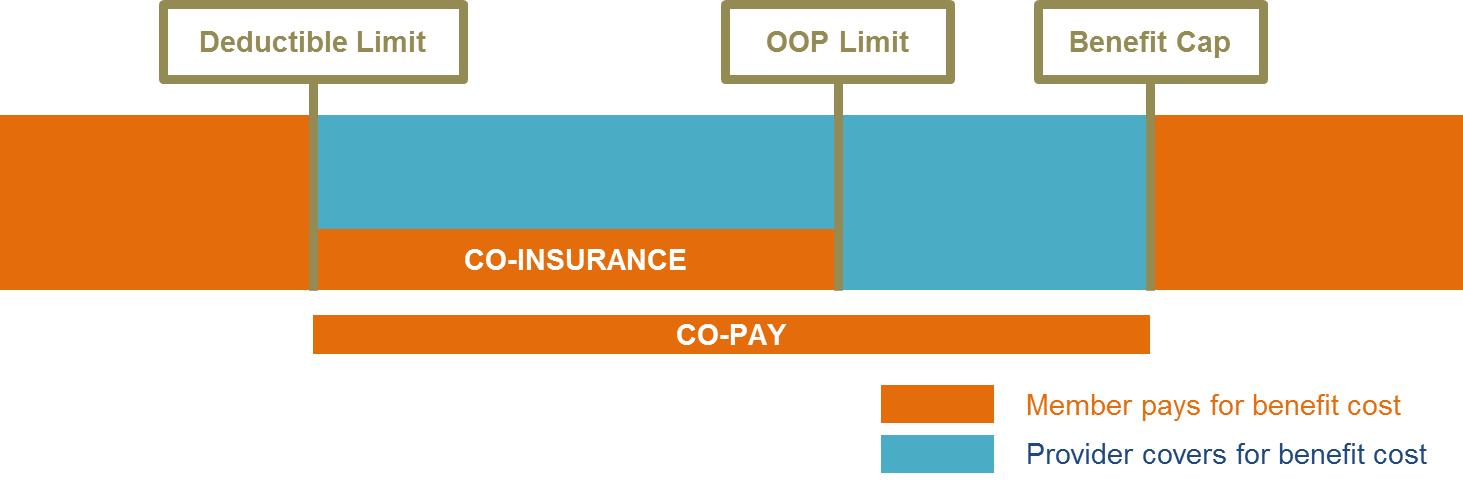 Deductible Limit
OOP Limit
Benefit Cap
CO-INSURANCE
CO-PAY
Member pays for benefit cost
Provider covers for benefit cost